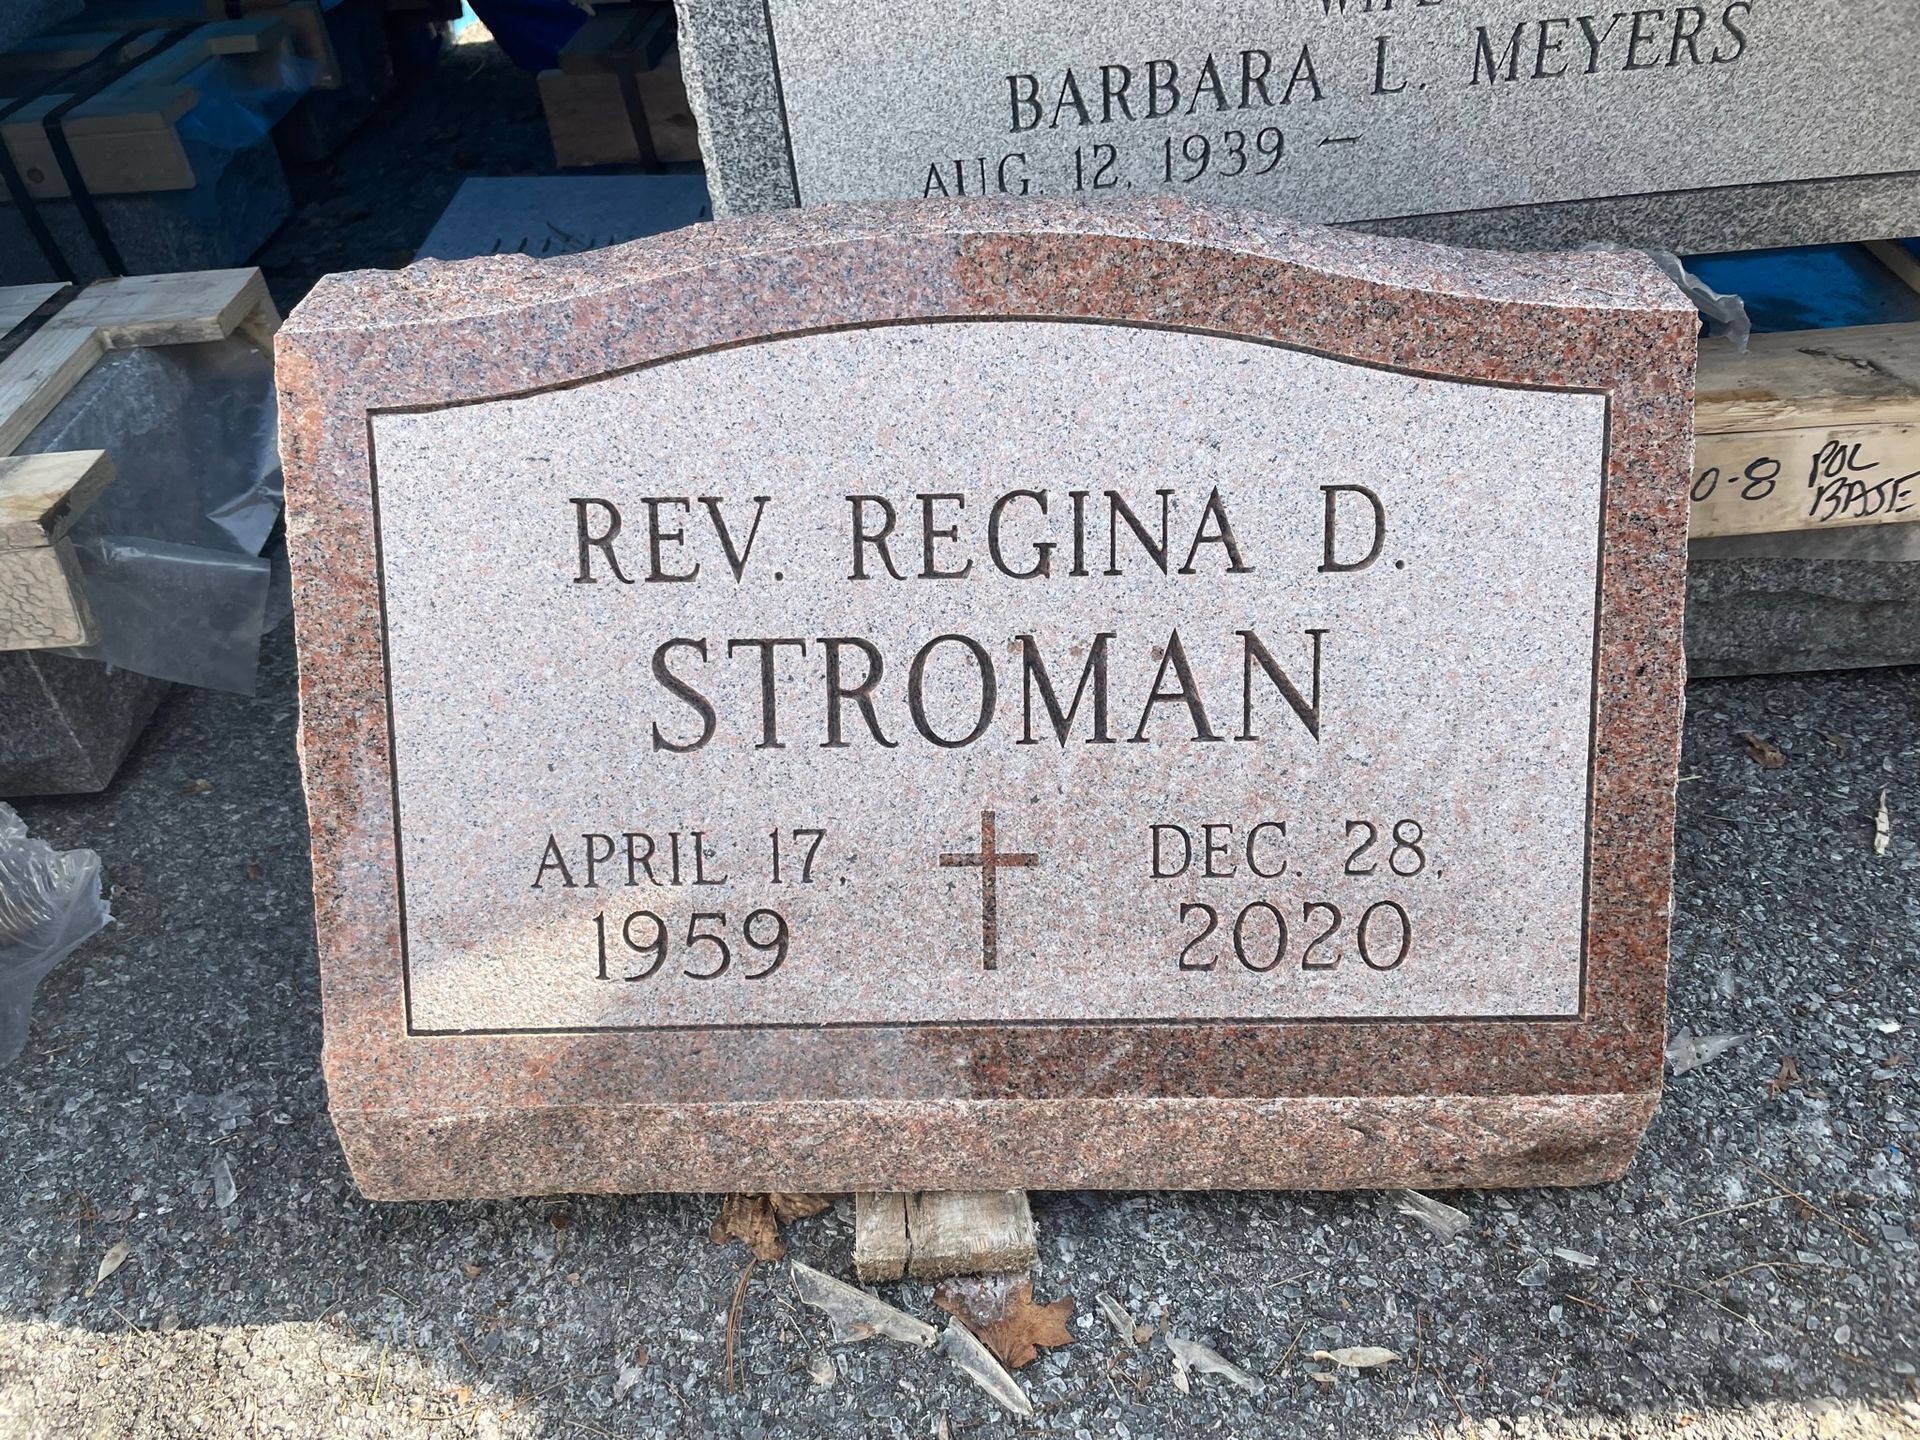 BARBARA L. MEYERS
AUG. 12, 1939 –
REV. REGINA D.
STROMAN
APRIL 17,
1959
DEC. 28,
2020
0-8 POL
BASE